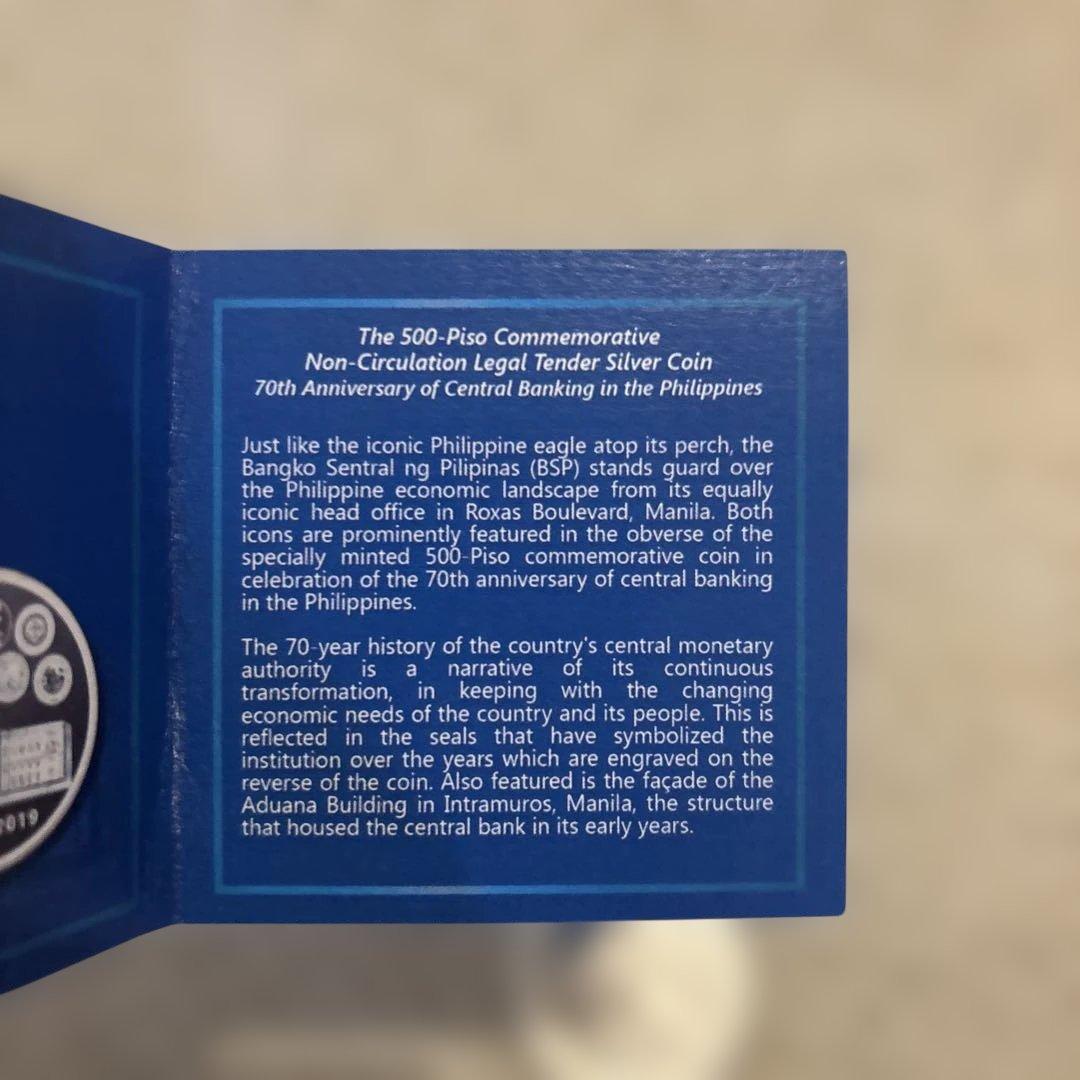 The 500-Piso Commemorative
Non-Circulation Legal Tender Silver Coin
70th Anniversary of Central Banking in the Philippines
Just like the iconic Philippine eagle atop its perch, the
Bangko Sentral ng Pilipinas (BSP) stands guard over
the Philippine economic landscape from its equally
iconic head office in Roxas Boulevard, Manila. Both
icons are prominently featured in the obverse of the
specially minted 500-Piso commemorative coin in
celebration of the 70th anniversary of central banking
in the Philippines.
The 70-year history of the country's central monetary
authority is a narrative of its continuous
transformation, in keeping with the changing
economic needs of the country and its people. This is
reflected in the seals that have symbolized the
institution over the years which are engraved on the
reverse of the coin. Also featured is the façade of the
Aduana Building in Intramuros, Manila, the structure
that housed the central bank in its early years.
2019